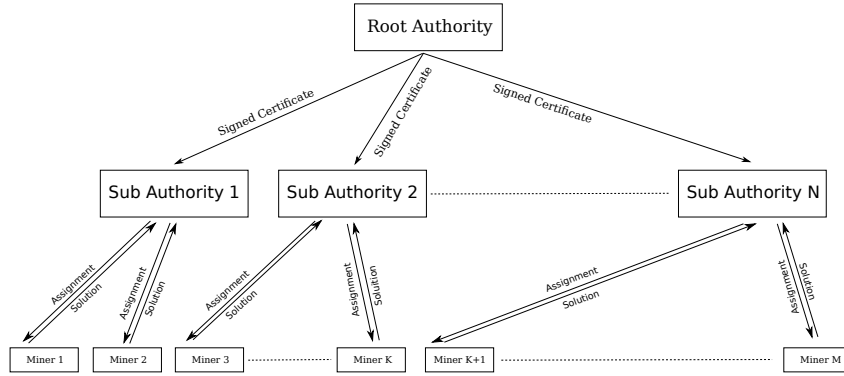 Root Authority
Signed Certificate
Signed Certificate
Signed Certificate
Sub Authority 1
Sub Authority 2
Sub Authority N
Assignment
Solution
Assignment
Solution
Assignment
Solution
Assignment
Solution
Assignment
Solution
Assignment
Solution
Miner 1
Miner 2
Miner 3
Miner K
Miner K+1
Miner M